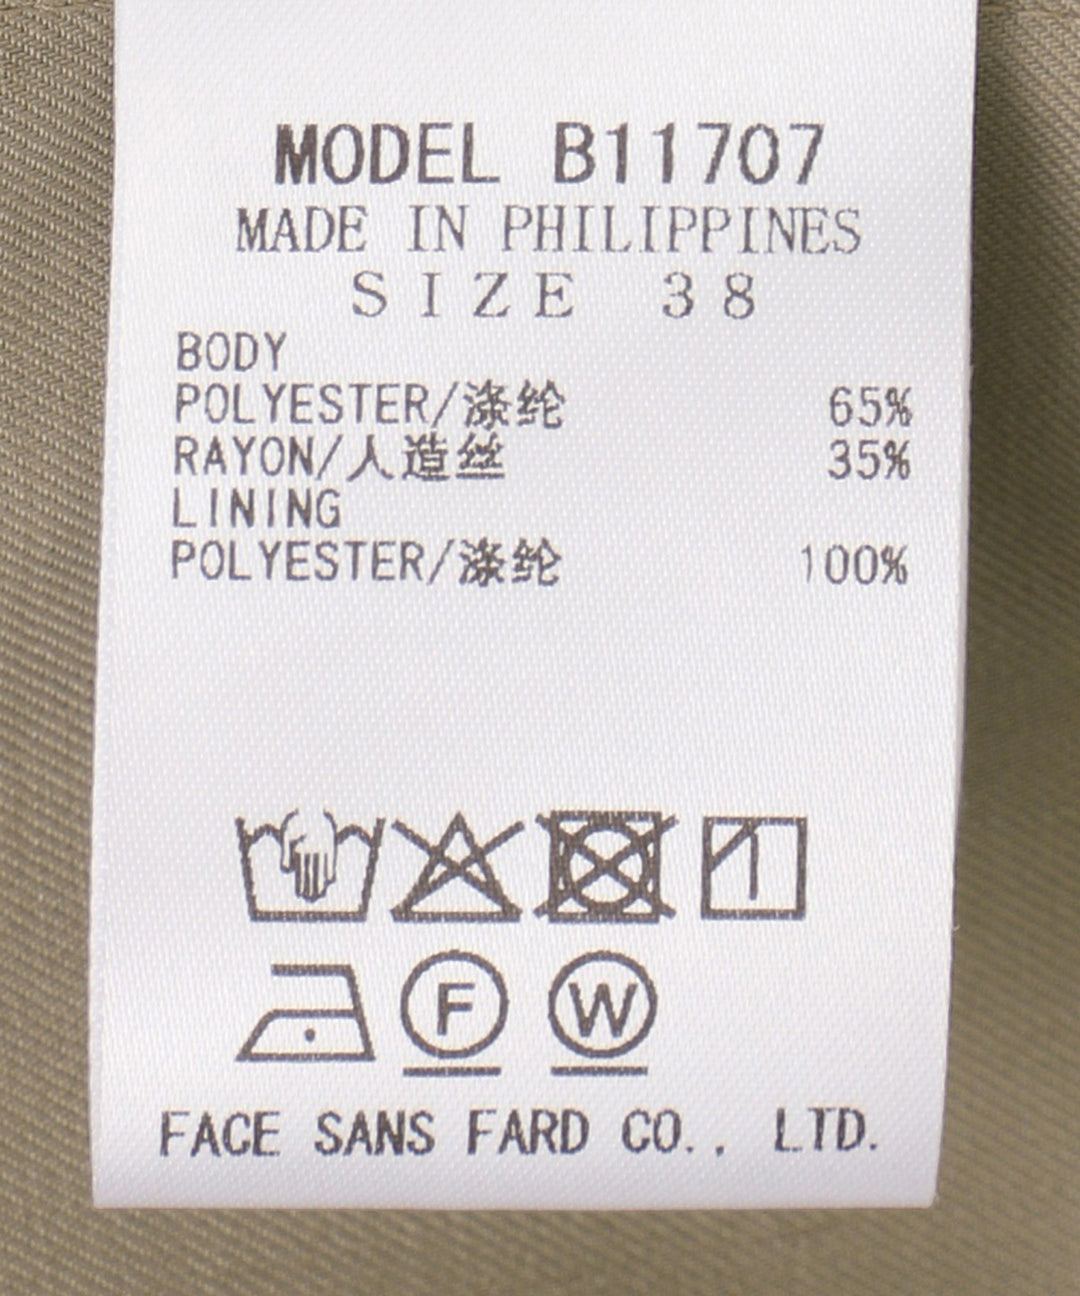 MODEL B11707
MADE IN PHILIPPINES
SIZE 38
BODY
POLYESTER/涤纶 65%
RAYON/人造丝 35%
LINING
POLYESTER/涤纶 100%
F W
FACE SANS FARD CO., LTD.